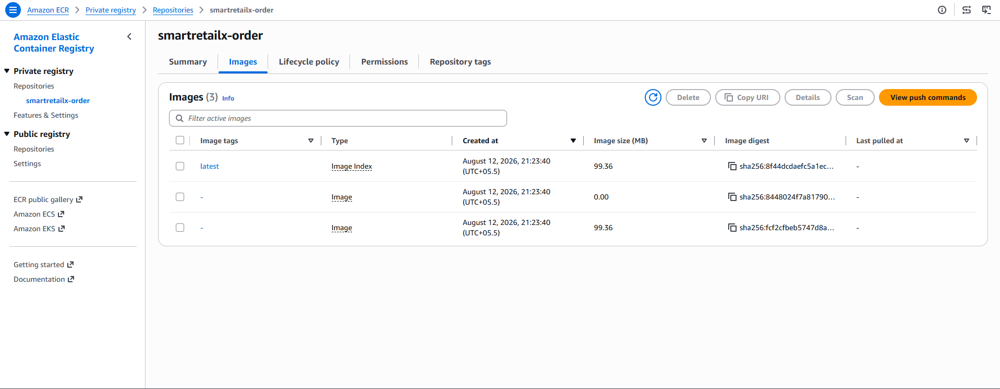 Amazon ECR > Private registry > Repositories > smartretailx-order
Amazon Elastic
Container Registry
Private registry
Repositories
smartretailx-order
Features & Settings
Public registry
Repositories
Settings
ECR public gallery
Amazon ECS
Amazon EKS
Getting started
Documentation
smartretailx-order
Summary Images Lifecycle policy Permissions Repository tags
Images (3) Info Delete Copy URI Details Scan View push commands
Filter active images
Image tags Type Created at Image size (MB) Image digest Last pulled at
latest Image Index August 12, 2026, 21:23:40 (UTC+05.5) 99.36 sha256:8f44dcdaefc5a1ec... -
- Image August 12, 2026, 21:23:40 (UTC+05.5) 0.00 sha256:8448024f7a81790... -
- Image August 12, 2026, 21:23:40 (UTC+05.5) 99.36 sha256:fcf2cfbeb5747d8a... -